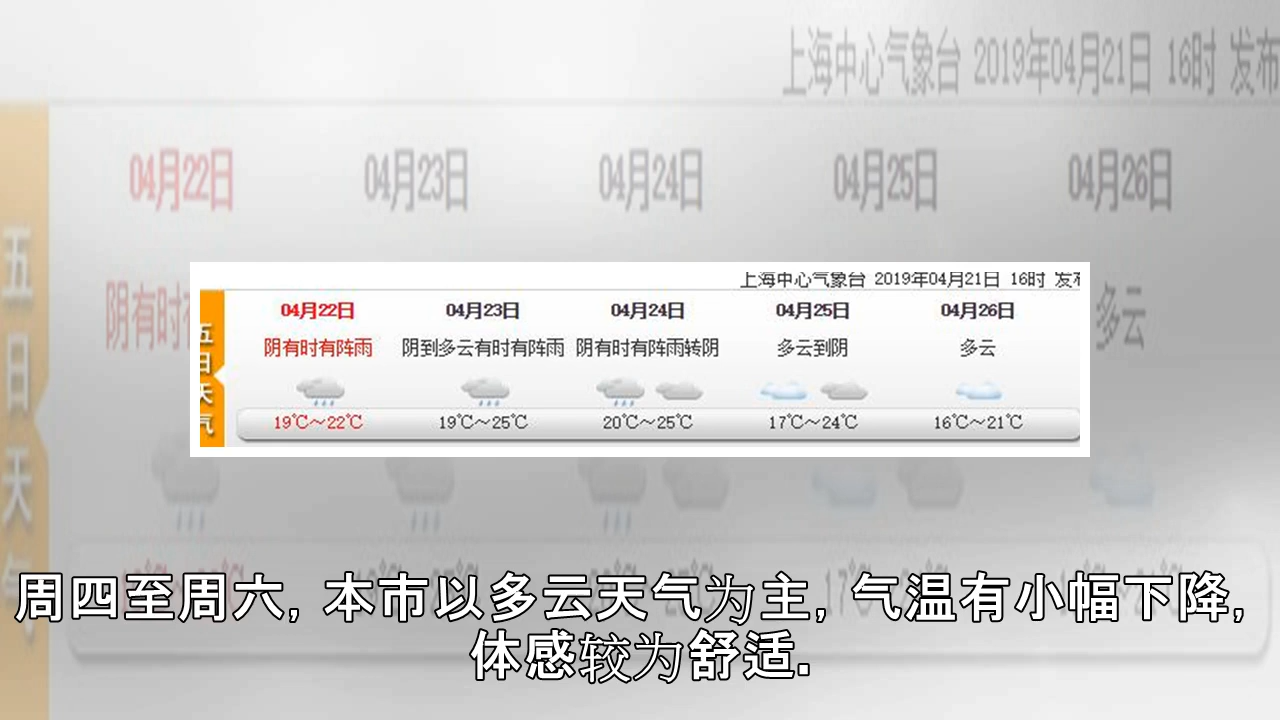 上海中心气象台 2019年04月21日 16时 发布
04月22日 04月23日 04月24日 04月25日 04月26日
阴有时有
多云
五日天气
上海中心气象台 2019年04月21日 16时
04月22日 04月23日 04月24日 04月25日 04月26日
阴有时有阵雨 阴到多云有时有阵雨 阴有时有阵雨转阴 多云到阴 多云
五日天气
19℃～22℃ 19℃～25℃ 20℃～25℃ 17℃～24℃ 16℃～21℃
周四至周六, 本市以多云天气为主, 气温有小幅下降,
体感较为舒适.